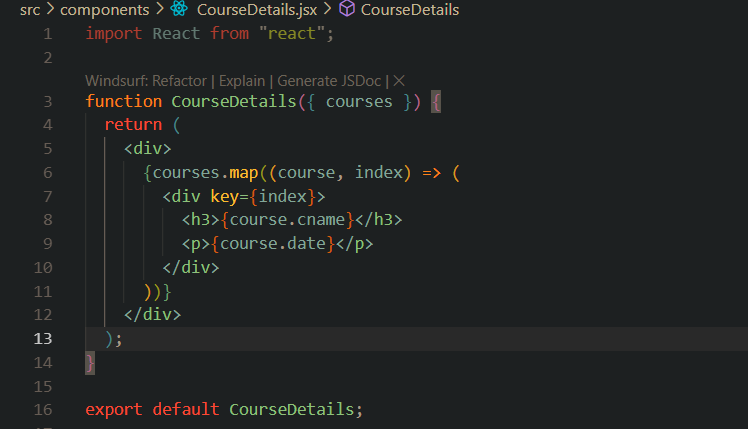 src > components > CourseDetails.jsx > CourseDetails
1 import React from "react";
2
Windsurf: Refactor | Explain | Generate JSDoc | ×
3 function CourseDetails({ courses }) {
4   return (
5     <div>
6       {courses.map((course, index) => (
7         <div key={index}>
8           <h3>{course.cname}</h3>
9           <p>{course.date}</p>
10         </div>
11       ))}
12     </div>
13   );
14 }
15
16 export default CourseDetails;